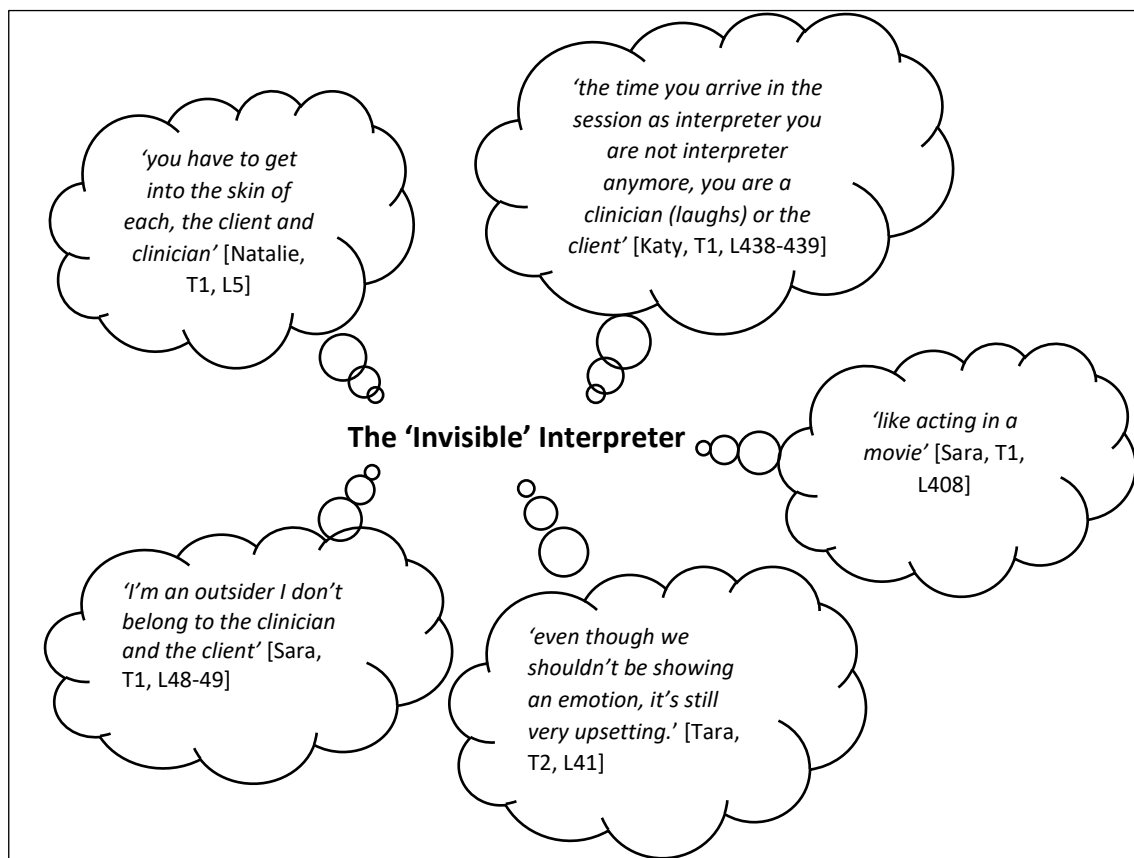 ‘you have to get
into the skin of
each, the client and
clinician’ [Natalie,
T1, L5]
‘the time you arrive in the
session as interpreter you
are not interpreter
anymore, you are a
clinician (laughs) or the
client’ [Katy, T1, L438-439]
The ‘Invisible’ Interpreter
‘like acting in a
movie’ [Sara, T1,
L408]
‘I’m an outsider I don’t
belong to the clinician
and the client’ [Sara,
T1, L48-49]
‘even though we
shouldn’t be showing
an emotion, it’s still
very upsetting.’ [Tara,
T2, L41]